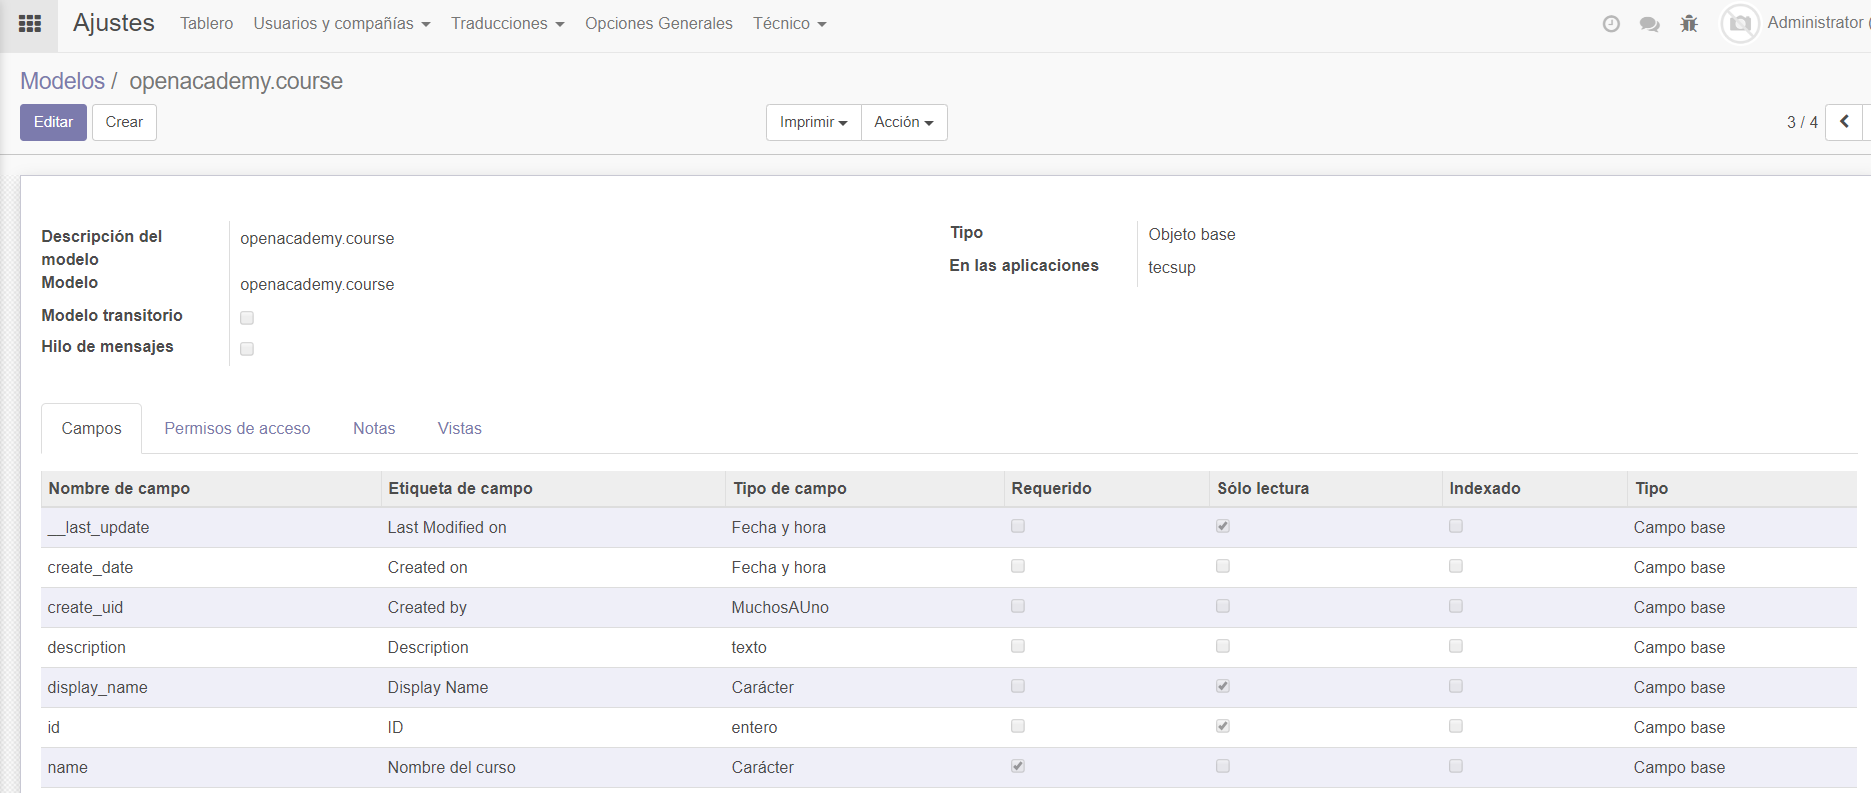 Ajustes Tablero Usuarios y compañías Traducciones Opciones Generales Técnico Administrator (
Modelos / openacademy.course
Editar Crear Imprimir Acción 3 / 4
Descripción del modelo openacademy.course
Modelo openacademy.course
Modelo transitorio
Hilo de mensajes
Tipo Objeto base
En las aplicaciones tecsup
Campos Permisos de acceso Notas Vistas
Nombre de campo Etiqueta de campo Tipo de campo Requerido Sólo lectura Indexado Tipo
__last_update Last Modified on Fecha y hora Campo base
create_date Created on Fecha y hora Campo base
create_uid Created by MuchosAUno Campo base
description Description texto Campo base
display_name Display Name Carácter Campo base
id ID entero Campo base
name Nombre del curso Carácter Campo base